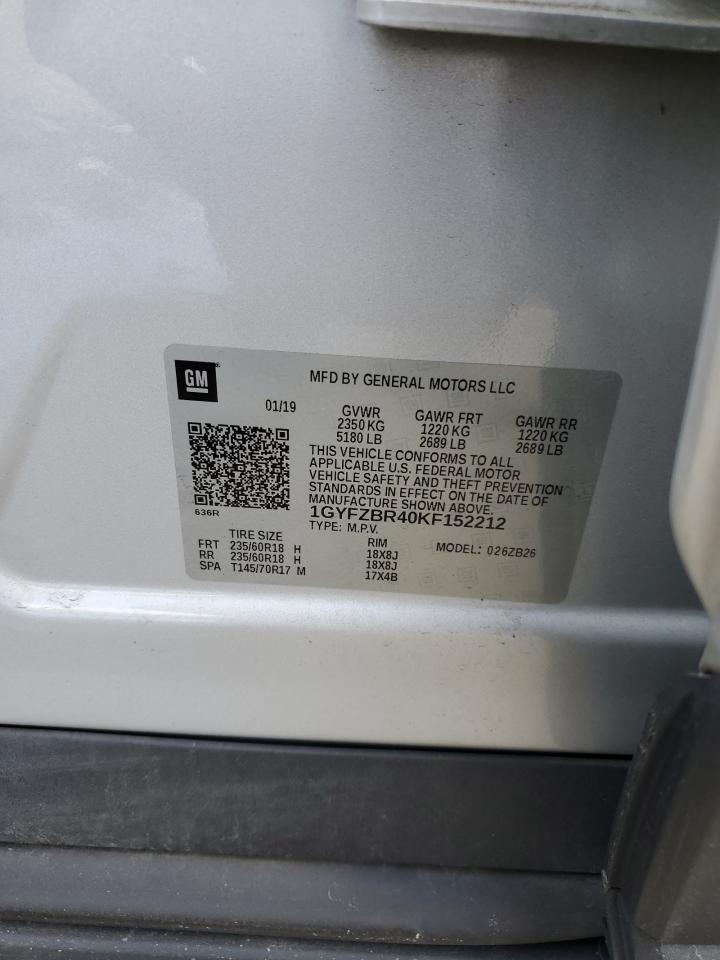 GM
MFD BY GENERAL MOTORS LLC
01/19
GVWR GAWR FRT GAWR RR
2350 KG 1220 KG 1220 KG
5180 LB 2689 LB 2689 LB
THIS VEHICLE CONFORMS TO ALL
APPLICABLE U.S. FEDERAL MOTOR
VEHICLE SAFETY AND THEFT PREVENTION
STANDARDS IN EFFECT ON THE DATE OF
MANUFACTURE SHOWN ABOVE.
636R
1GYFZBR40KF152212
TYPE: M.P.V. MODEL: 026ZB26
TIRE SIZE RIM
FRT 235/60R18 H 18X8J
RR 235/60R18 H 18X8J
SPA T145/70R17 M 17X4B